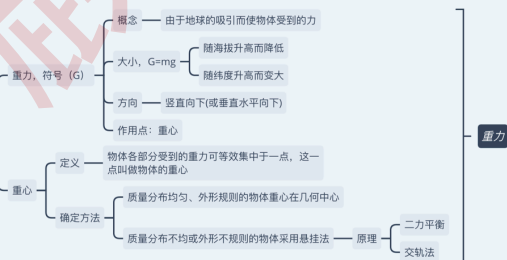 概念
由于地球的吸引而使物体受到的力
重力，符号（G）
大小，G=mg
随海拔升高而降低
随纬度升高而变大
方向
竖直向下(或垂直水平向下)
作用点：重心
重力
重心
定义
物体各部分受到的重力可等效集中于一点，这一
点叫做物体的重心
确定方法
质量分布均匀、外形规则的物体重心在几何中心
质量分布不均或外形不规则的物体采用悬挂法
原理
二力平衡
交轨法